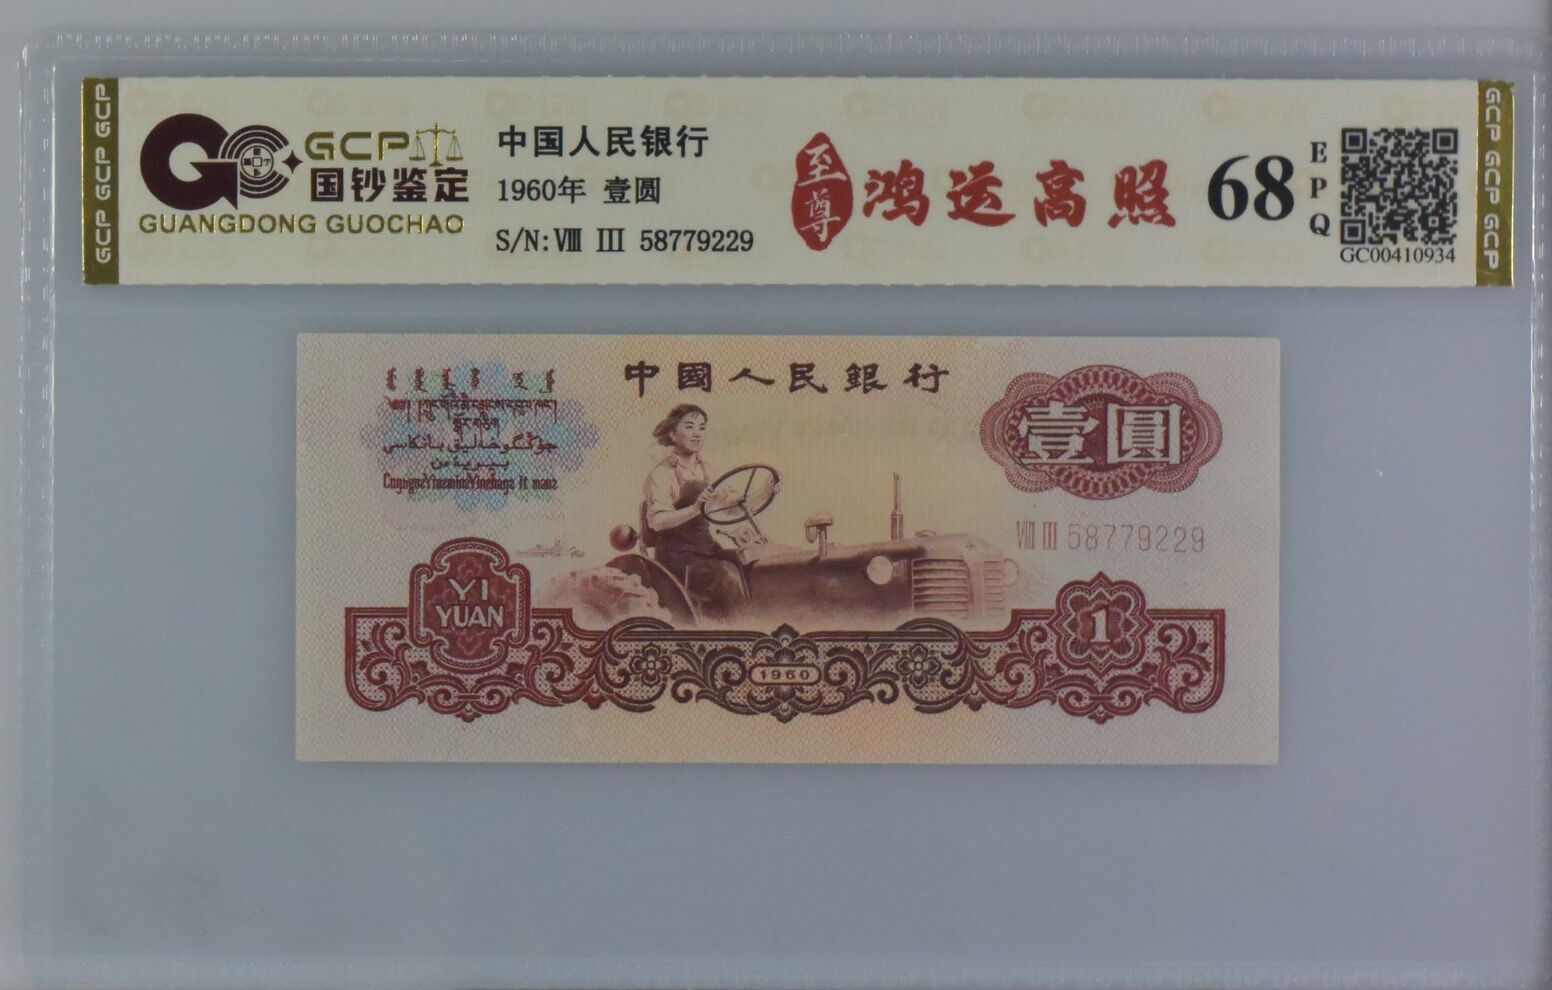 GCP
国钞鉴定
GUANGDONG GUOCHAO
中国人民银行
1960年 壹圆
S/N:Ⅷ Ⅲ 58779229
至尊
鸿运高照
68
EPQ
GC00410934
GCP GCP GCP
GCP GCP GCP
中國人民銀行
壹圓
Ⅷ Ⅲ 58779229
YI
YUAN
1960
1